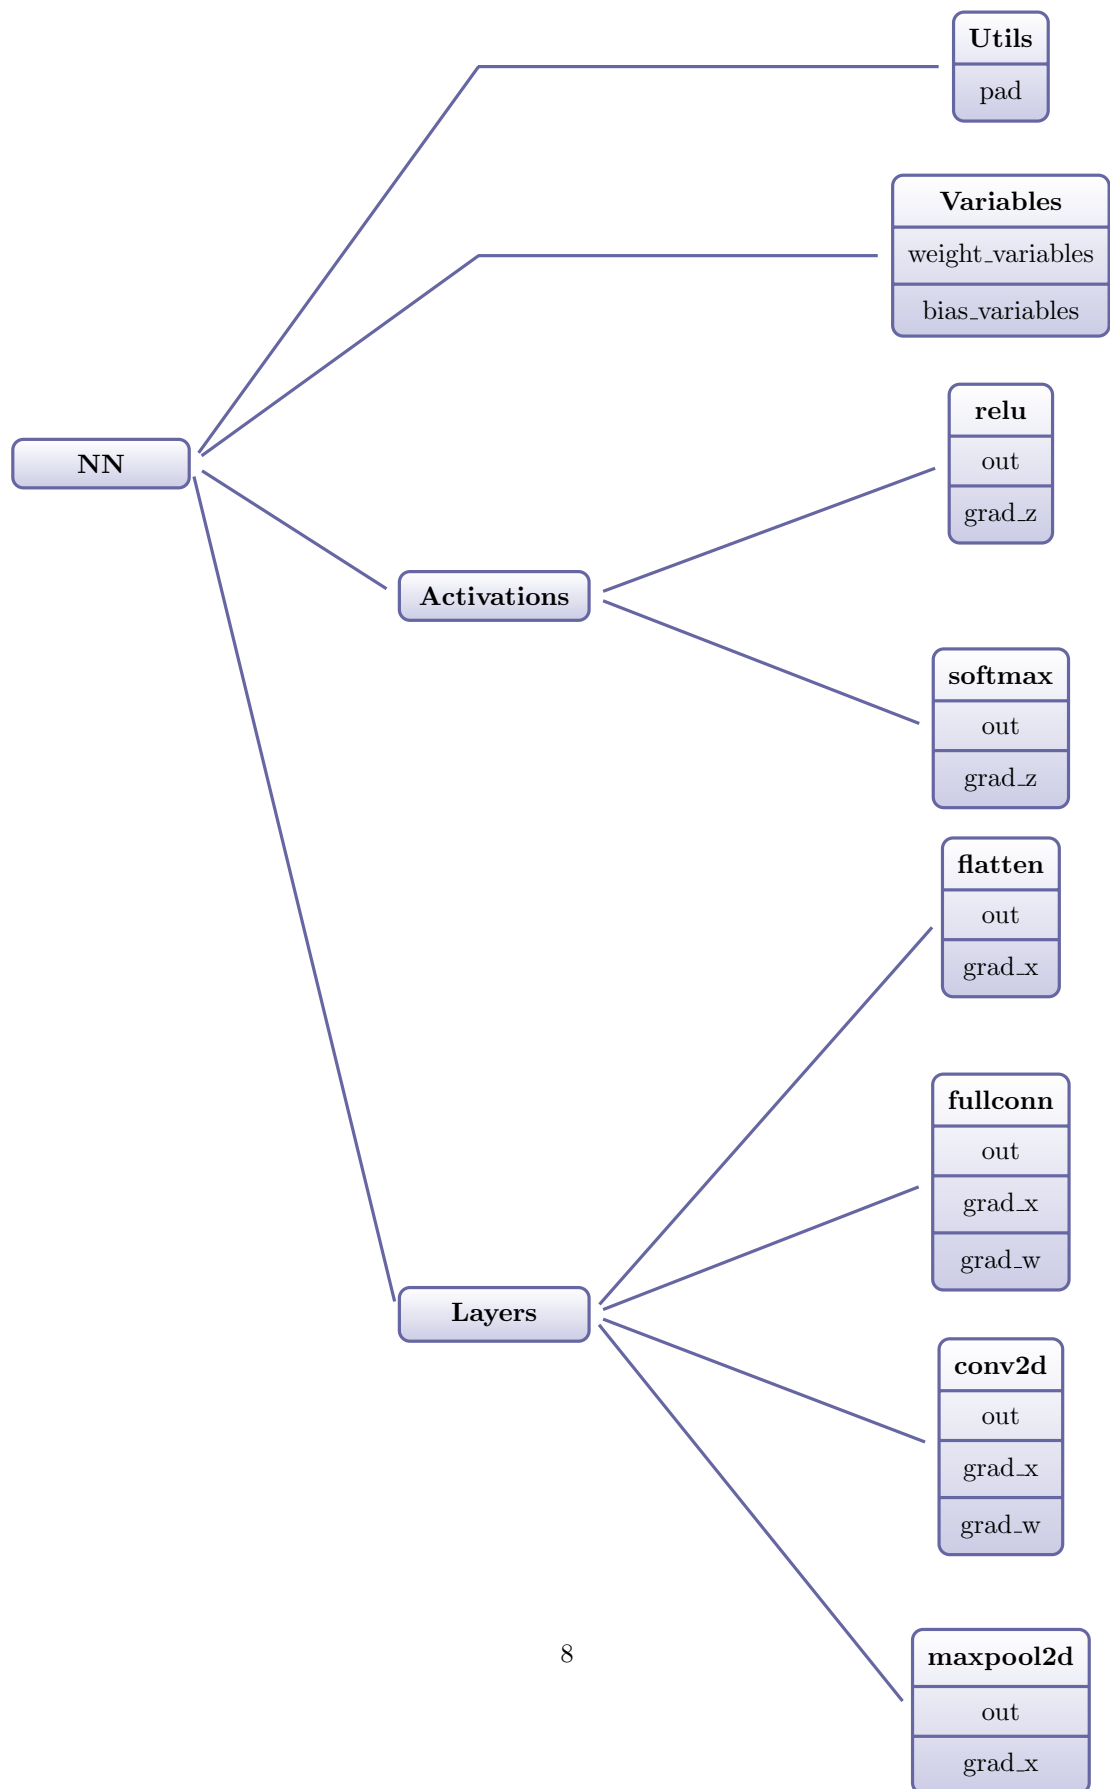 Utils
pad
Variables
weight_variables
bias_variables
relu
out
grad_z
NN
Activations
softmax
out
grad_z
flatten
out
grad_x
fullconn
out
grad_x
grad_w
Layers
conv2d
out
grad_x
grad_w
8
maxpool2d
out
grad_x